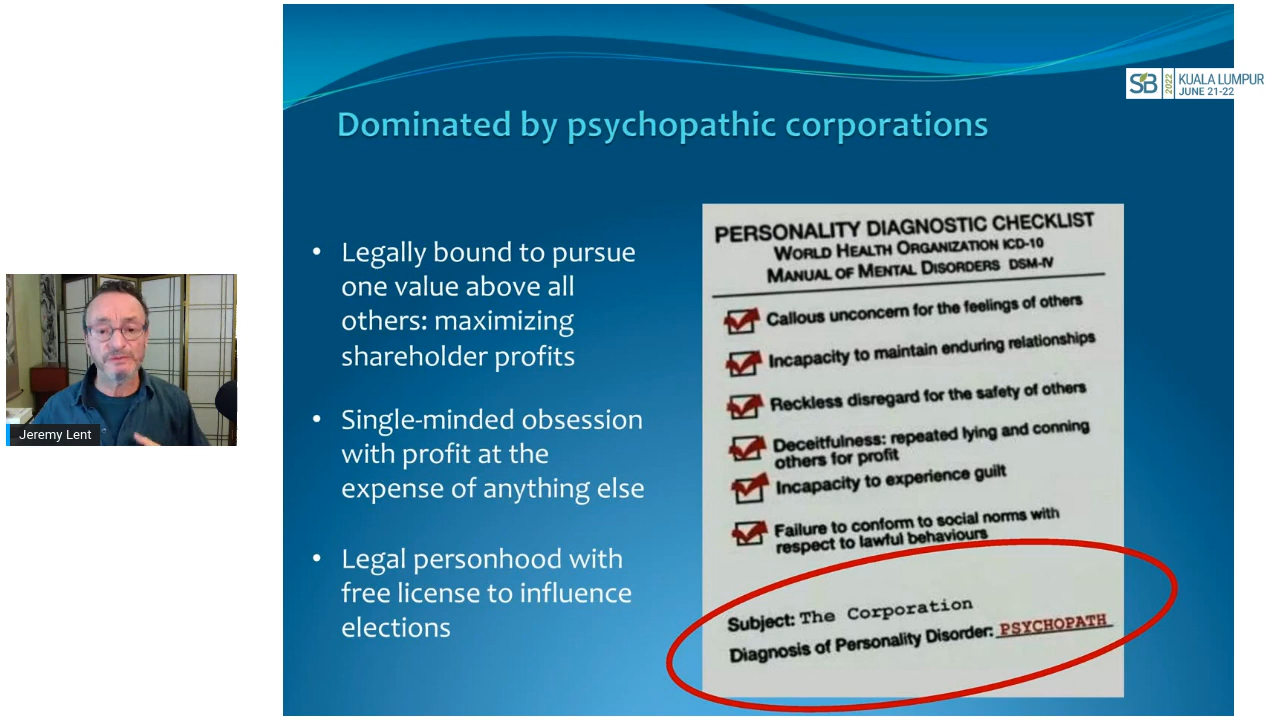 SB 2022 KUALA LUMPUR
JUNE 21-22
Dominated by psychopathic corporations
• Legally bound to pursue
one value above all
others: maximizing
shareholder profits
• Single-minded obsession
with profit at the
expense of anything else
• Legal personhood with
free license to influence
elections
PERSONALITY DIAGNOSTIC CHECKLIST
WORLD HEALTH ORGANIZATION ICD-10
MANUAL OF MENTAL DISORDERS DSM-IV
Callous unconcern for the feelings of others
Incapacity to maintain enduring relationships
Reckless disregard for the safety of others
Deceitfulness: repeated lying and conning
others for profit
Incapacity to experience guilt
Failure to conform to social norms with
respect to lawful behaviours
Subject: The Corporation
Diagnosis of Personality Disorder: PSYCHOPATH
Jeremy Lent